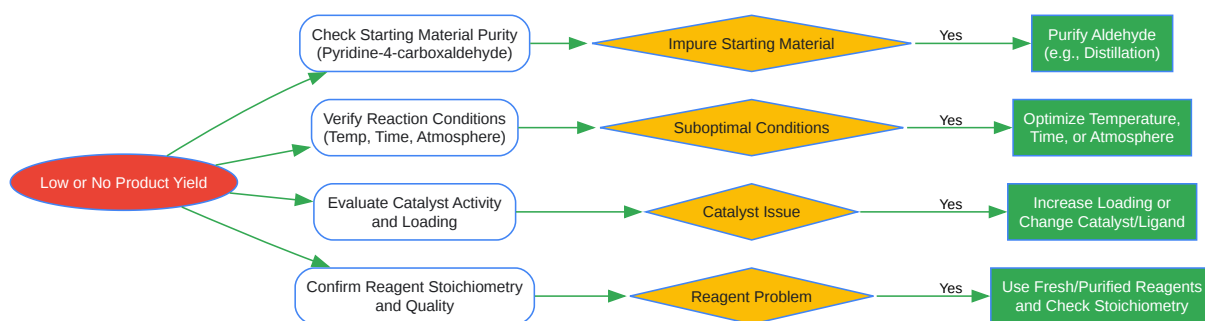 Check Starting Material Purity
(Pyridine-4-carboxaldehyde)
Impure Starting Material
Yes
Purify Aldehyde
(e.g., Distillation)
Verify Reaction Conditions
(Temp, Time, Atmosphere)
Suboptimal Conditions
Yes
Optimize Temperature,
Time, or Atmosphere
Low or No Product Yield
Evaluate Catalyst Activity
and Loading
Catalyst Issue
Yes
Increase Loading or
Change Catalyst/Ligand
Confirm Reagent Stoichiometry
and Quality
Reagent Problem
Yes
Use Fresh/Purified Reagents
and Check Stoichiometry